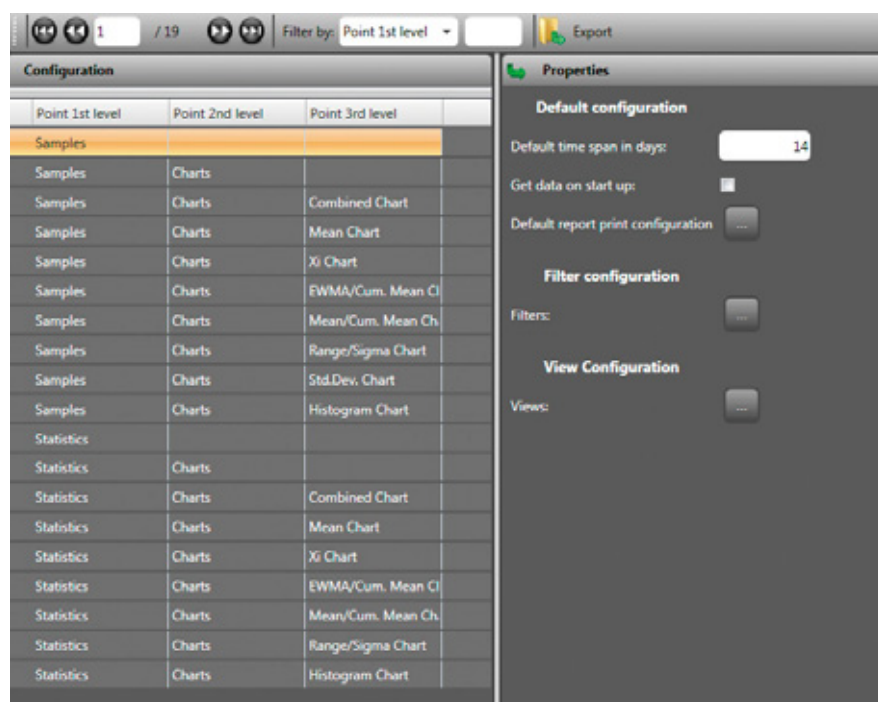 1 / 19 Filter by: Point 1st level Export
Configuration
Point 1st level Point 2nd level Point 3rd level
Samples
Samples Charts
Samples Charts Combined Chart
Samples Charts Mean Chart
Samples Charts Xi Chart
Samples Charts EWMA/Cum. Mean Cl
Samples Charts Mean/Cum. Mean Ch
Samples Charts Range/Sigma Chart
Samples Charts Std.Dev. Chart
Samples Charts Histogram Chart
Statistics
Statistics Charts
Statistics Charts Combined Chart
Statistics Charts Mean Chart
Statistics Charts Xi Chart
Statistics Charts EWMA/Cum. Mean Cl
Statistics Charts Mean/Cum. Mean Ch
Statistics Charts Range/Sigma Chart
Statistics Charts Histogram Chart
Properties
Default configuration
Default time span in days: 14
Get data on start up:
Default report print configuration ...
Filter configuration
Filters: ...
View Configuration
Views: ...